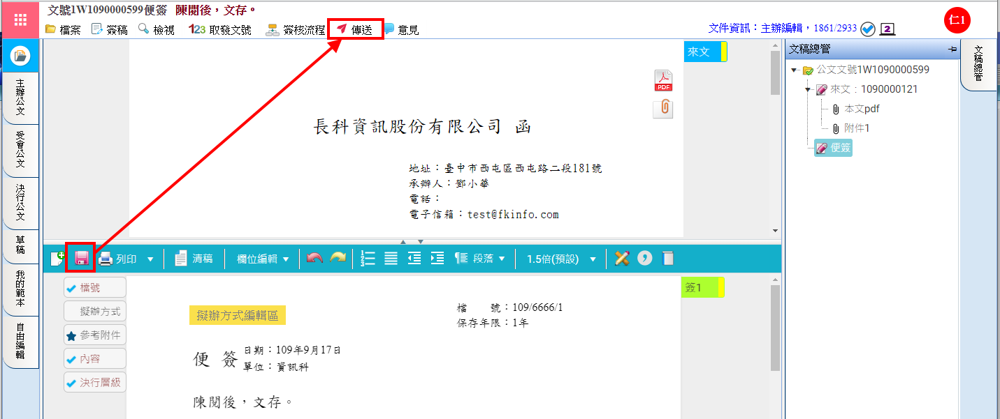 文號1W1090000599便簽 陳閱後，文存。
檔案 簽稿 檢視 123 取發文號 簽核流程 傳送 意見
文件資訊：主辦編輯，1861/2933 2
仁1
主辦公文
受會公文
決行公文
草稿
我的範本
自由編輯
來文
PDF
長科資訊股份有限公司 函
地址：臺中市西屯區西屯路二段181號
承辦人：鄧小華
電話：
電子信箱：test@fkinfo.com
文稿總管
文稿總管
公文文號1W1090000599
來文：1090000121
本文pdf
附件1
便簽
列印 清稿 欄位編輯 段落 1.5倍(預設)
檔號
擬辦方式
參考附件
內容
決行層級
擬辦方式編輯區
簽1
檔　　號：109/6666/1
保存年限：1年
便 簽
日期：109年9月17日
單位：資訊科
陳閱後，文存。